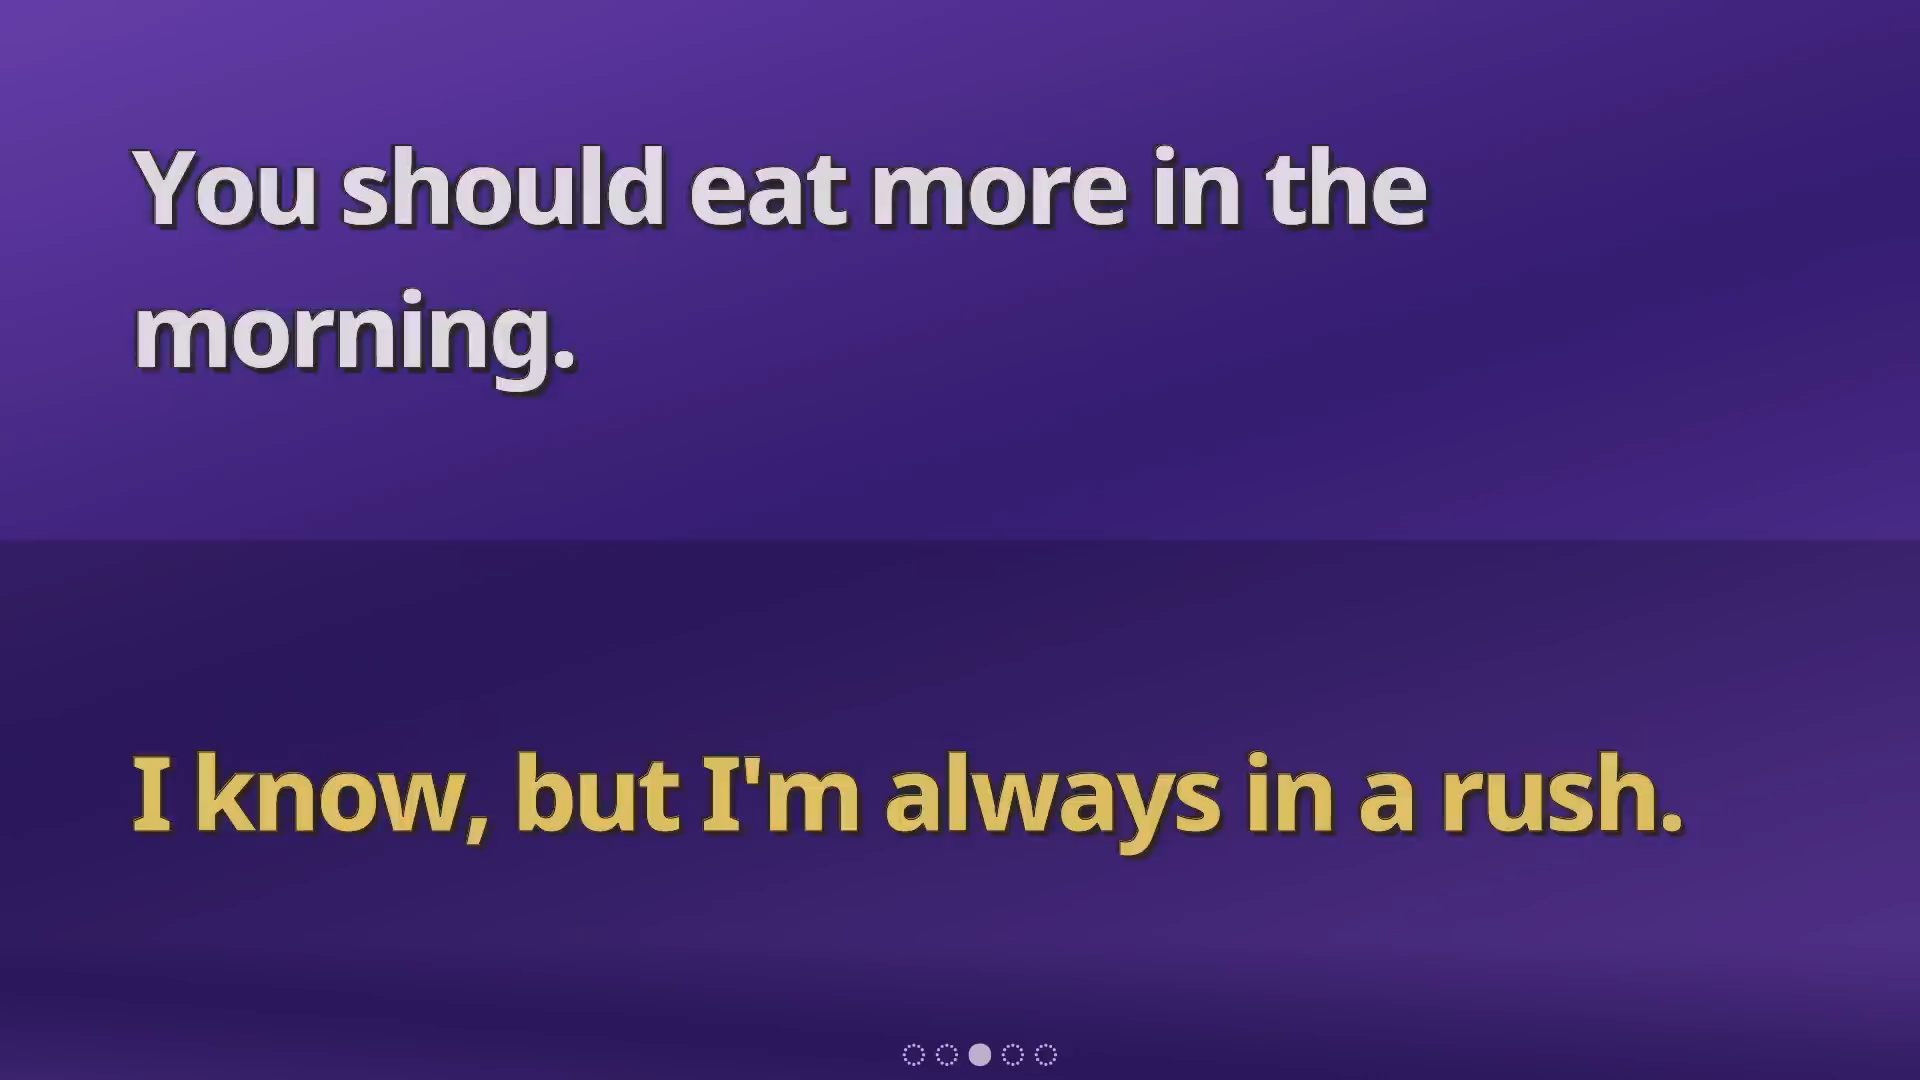 You should eat more in the
morning.
I know, but I'm always in a rush.